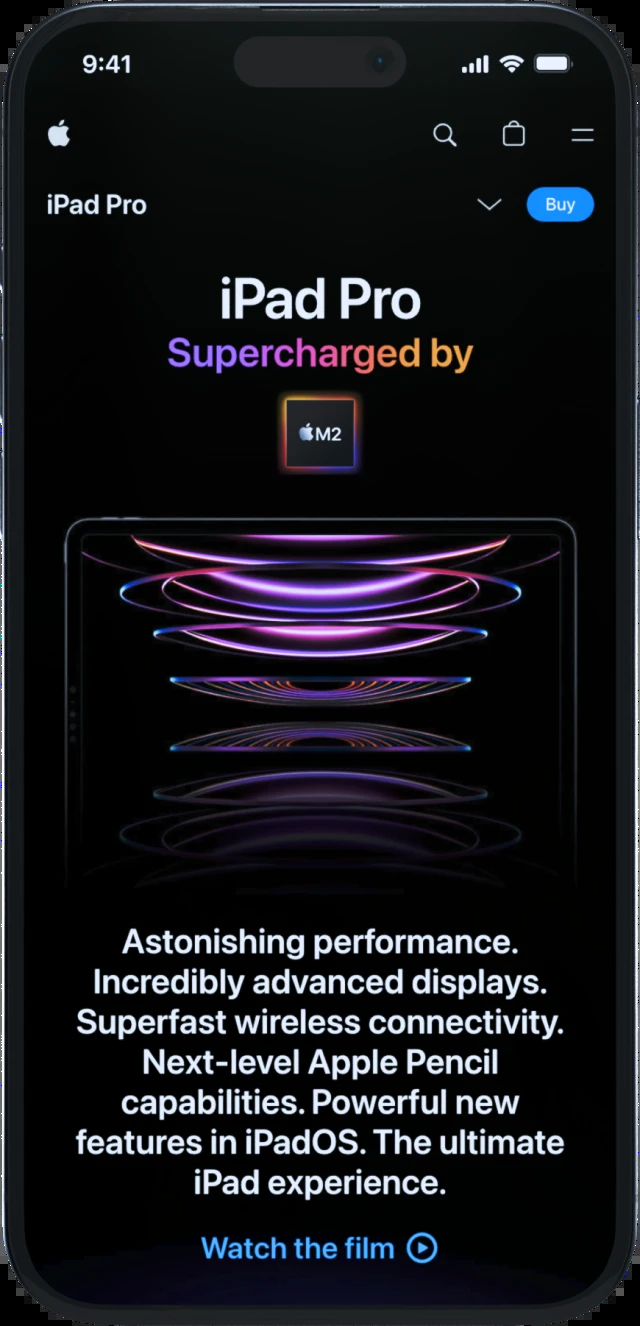 9:41
iPad Pro
Buy
iPad Pro
Supercharged by
M2
Astonishing performance.
Incredibly advanced displays.
Superfast wireless connectivity.
Next-level Apple Pencil
capabilities. Powerful new
features in iPadOS. The ultimate
iPad experience.
Watch the film